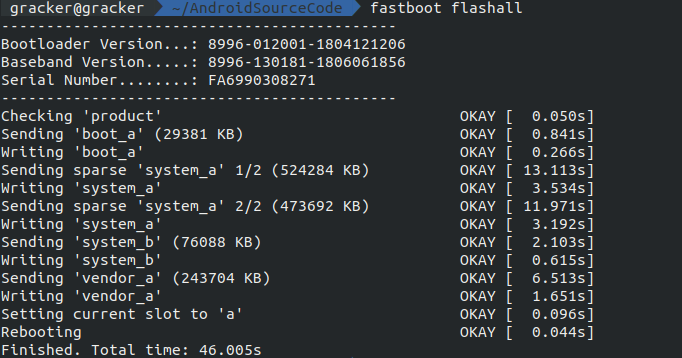 gracker@gracker ~/AndroidSourceCode fastboot flashall
--------------------------------------------
Bootloader Version...: 8996-012001-1804121206
Baseband Version.....: 8996-130181-1806061856
Serial Number........: FA6990308271
--------------------------------------------
Checking 'product' OKAY [ 0.050s]
Sending 'boot_a' (29381 KB) OKAY [ 0.841s]
Writing 'boot_a' OKAY [ 0.266s]
Sending sparse 'system_a' 1/2 (524284 KB) OKAY [ 13.113s]
Writing 'system_a' OKAY [ 3.534s]
Sending sparse 'system_a' 2/2 (473692 KB) OKAY [ 11.971s]
Writing 'system_a' OKAY [ 3.192s]
Sending 'system_b' (76088 KB) OKAY [ 2.103s]
Writing 'system_b' OKAY [ 0.615s]
Sending 'vendor_a' (243704 KB) OKAY [ 6.513s]
Writing 'vendor_a' OKAY [ 1.651s]
Setting current slot to 'a' OKAY [ 0.096s]
Rebooting OKAY [ 0.044s]
Finished. Total time: 46.005s